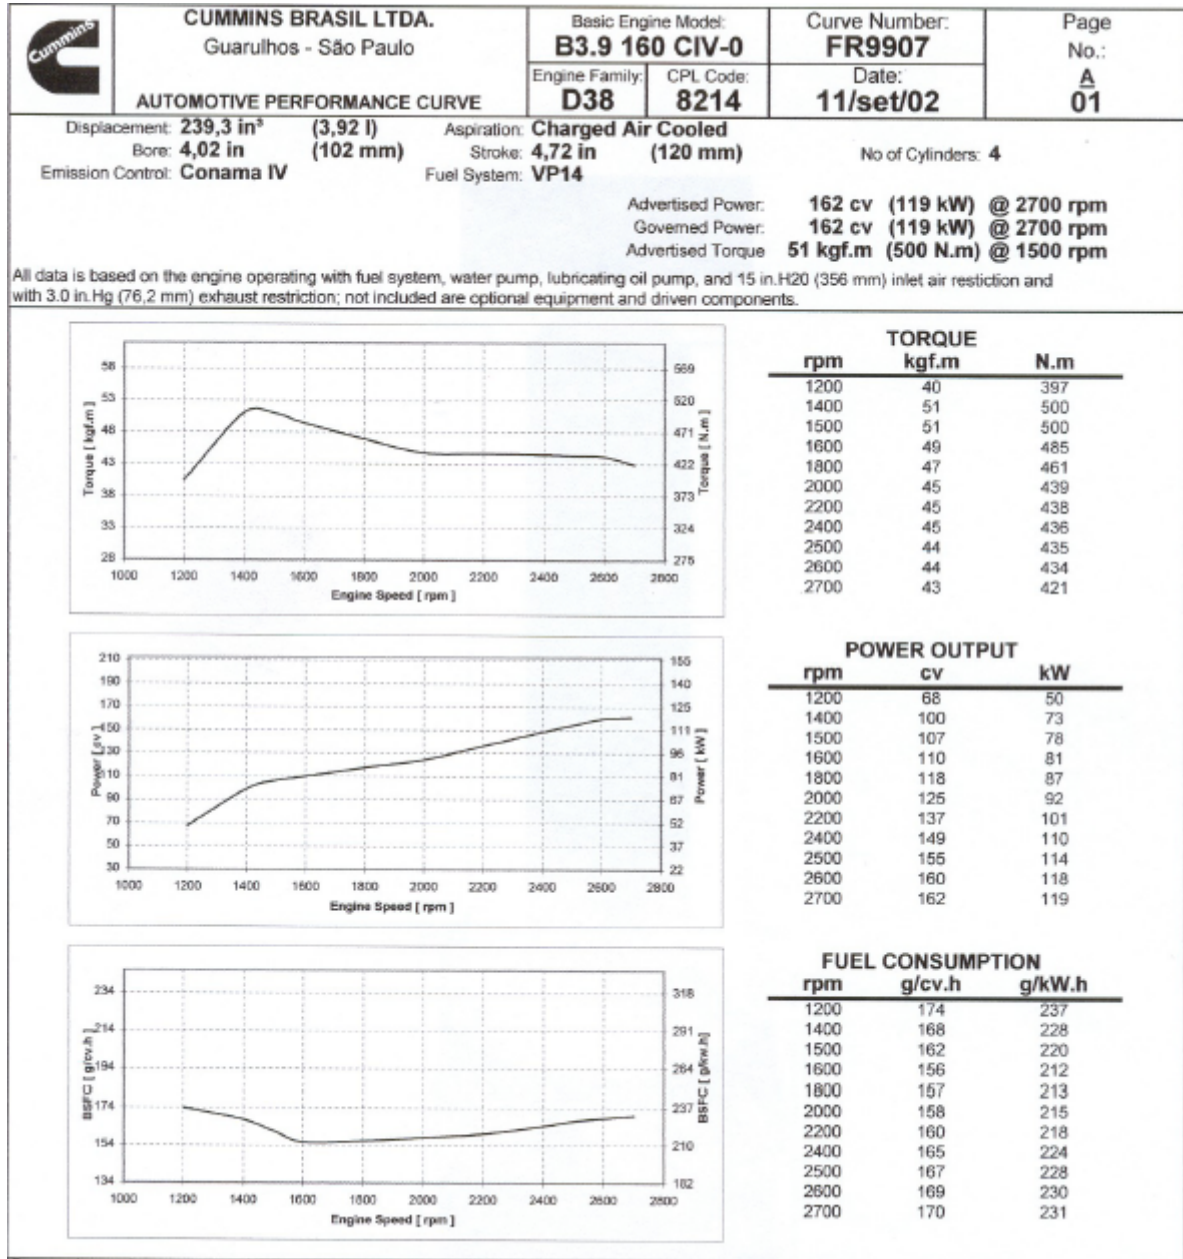 Cummins
CUMMINS BRASIL LTDA.
Guarulhos - São Paulo
AUTOMOTIVE PERFORMANCE CURVE
Basic Engine Model:
B3.9 160 CIV-0
Engine Family:
D38
CPL Code:
8214
Curve Number:
FR9907
Date:
11/set/02
Page
No.:
A
01
Displacement: 239,3 in³ (3,92 l) Aspiration: Charged Air Cooled
Bore: 4,02 in (102 mm) Stroke: 4,72 in (120 mm) No of Cylinders: 4
Emission Control: Conama IV Fuel System: VP14
Advertised Power: 162 cv (119 kW) @ 2700 rpm
Governed Power: 162 cv (119 kW) @ 2700 rpm
Advertised Torque 51 kgf.m (500 N.m) @ 1500 rpm
All data is based on the engine operating with fuel system, water pump, lubricating oil pump, and 15 in.H20 (356 mm) inlet air restiction and
with 3.0 in.Hg (76,2 mm) exhaust restriction; not included are optional equipment and driven components.
Torque [ kgf.m ]
58
53
48
43
38
33
28
569
520
471
422
373
324
275
Torque [ N.m ]
1000 1200 1400 1600 1800 2000 2200 2400 2600 2800
Engine Speed [ rpm ]
TORQUE
rpm kgf.m N.m
1200 40 397
1400 51 500
1500 51 500
1600 49 485
1800 47 461
2000 45 439
2200 45 438
2400 45 436
2500 44 435
2600 44 434
2700 43 421
Power [ cv ]
210
190
170
150
130
110
90
70
50
30
155
140
125
111
96
81
67
52
37
22
Power [ kW ]
1000 1200 1400 1600 1800 2000 2200 2400 2600 2800
Engine Speed [ rpm ]
POWER OUTPUT
rpm cv kW
1200 68 50
1400 100 73
1500 107 78
1600 110 81
1800 118 87
2000 125 92
2200 137 101
2400 149 110
2500 155 114
2600 160 118
2700 162 119
BSFC [ g/cv.h ]
234
214
194
174
154
134
318
291
264
237
210
182
BSFC [ g/kw.h ]
1000 1200 1400 1600 1800 2000 2200 2400 2600 2800
Engine Speed [ rpm ]
FUEL CONSUMPTION
rpm g/cv.h g/kW.h
1200 174 237
1400 168 228
1500 162 220
1600 156 212
1800 157 213
2000 158 215
2200 160 218
2400 165 224
2500 167 228
2600 169 230
2700 170 231